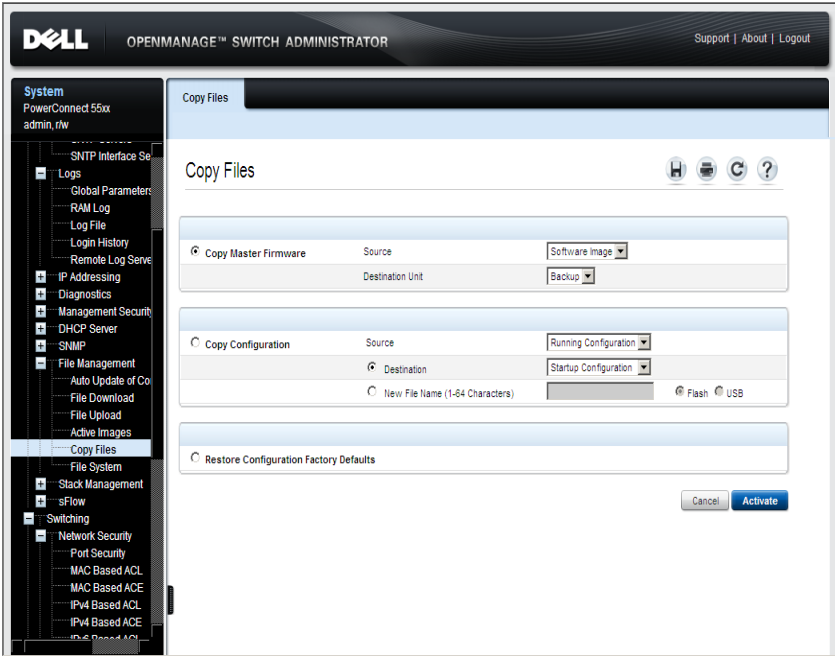 DELL OPENMANAGE™ SWITCH ADMINISTRATOR Support | About | Logout
System
PowerConnect 55xx
admin, r/w
SNTP Interface Se
Logs
Global Parameters
RAM Log
Log File
Login History
Remote Log Serve
IP Addressing
Diagnostics
Management Securit
DHCP Server
SNMP
File Management
Auto Update of Co
File Download
File Upload
Active Images
Copy Files
File System
Stack Management
sFlow
Switching
Network Security
Port Security
MAC Based ACL
MAC Based ACE
IPv4 Based ACL
IPv4 Based ACE
Copy Files
Copy Files
Copy Master Firmware Source Software Image
Destination Unit Backup
Copy Configuration Source Running Configuration
Destination Startup Configuration
New File Name (1-64 Characters) Flash USB
Restore Configuration Factory Defaults
Cancel Activate